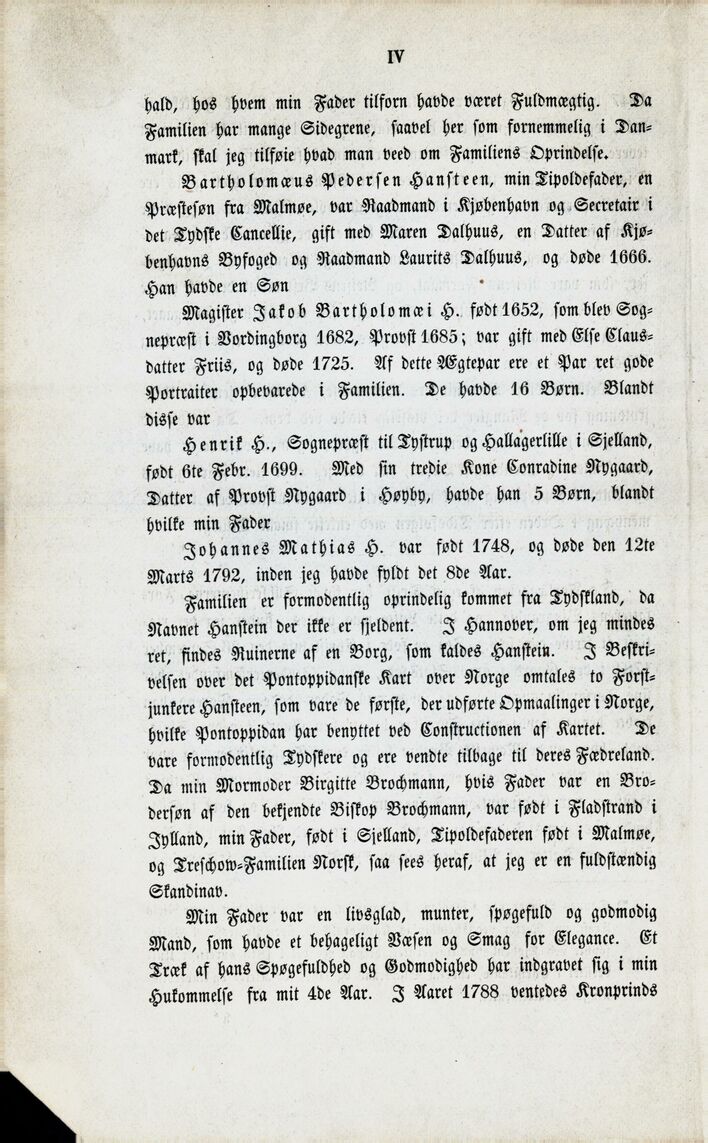 IV
hald, hos hvem min Fader tilforn havde været Fuldmægtig. Da
Familien har mange Sidegrene, saavel her som fornemmelig i Dan-
mark, skal jeg tilføie hvad man veed om Familiens Oprindelse.
Bartholomæus Pedersen Hansteen, min Tipoldefader, en
Præstesøn fra Malmøe, var Raadmand i Kjøbenhavn og Secretair i
det Tydske Cancellie, gift med Maren Dalhuus, en Datter af Kjø-
benhavns Byfoged og Raadmand Laurits Dalhuus, og døde 1666.
Han havde en Søn
Magister Jakob Bartholomæi H. født 1652, som blev Sog-
nepræst i Vordingborg 1682, Provst 1685; var gift med Else Claus-
datter Friis, og døde 1725. Af dette Ægtepar ere et Par ret gode
Portraiter opbevarede i Familien. De havde 16 Børn. Blandt
disse var
Henrik H., Sognepræst til Tystrup og Hallagerlille i Sjelland,
født 6te Febr. 1699. Med sin tredie Kone Conradine Nygaard,
Datter af Provst Nygaard i Høyby, havde han 5 Børn, blandt
hvilke min Fader
Johannes Mathias H. var født 1748, og døde den 12te
Marts 1792, inden jeg havde fyldt det 8de Aar.
Familien er formodentlig oprindelig kommet fra Tydskland, da
Navnet Hanstein der ikke er sjeldent. I Hannover, om jeg mindes
ret, findes Ruinerne af en Borg, som kaldes Hanstein. I Beskri-
velsen over det Pontoppidanske Kart over Norge omtales to Forst-
junkere Hansteen, som vare de første, der udførte Opmaalinger i Norge,
hvilke Pontoppidan har benyttet ved Constructionen af Kartet. De
vare formodentlig Tydskere og ere vendte tilbage til deres Fædreland.
Da min Mormoder Birgitte Brochmann, hvis Fader var en Bro-
dersøn af den bekjendte Biskop Brochmann, var født i Fladstrand i
Jylland, min Fader, født i Sjelland, Tipoldefaderen født i Malmøe,
og Treschow-Familien Norsk, saa sees heraf, at jeg er en fuldstændig
Skandinav.
Min Fader var en livsglad, munter, spøgefuld og godmodig
Mand, som havde et behageligt Væsen og Smag for Elegance. Et
Træk af hans Spøgefuldhed og Godmodighed har indgravet sig i min
Hukommelse fra mit 4de Aar. I Aaret 1788 ventedes Kronprinds